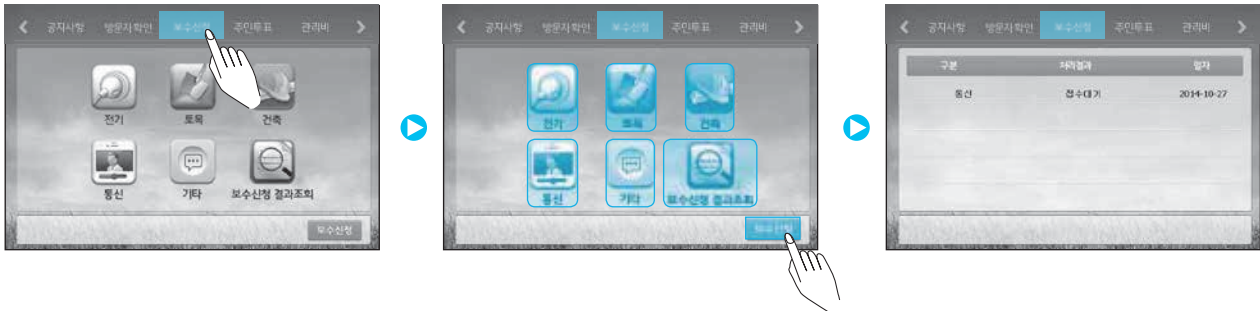 공지사항 방문자확인 보수신청 주민투표 관리비
전기 토목 건축
통신 기타 보수신청 결과조회
보수신청
공지사항 방문자확인 보수신청 주민투표 관리비
전기 토목 건축
통신 기타 보수신청 결과조회
보수신청
공지사항 방문자확인 보수신청 주민투표 관리비
구분 처리결과 일자
통신 접수대기 2014-10-27